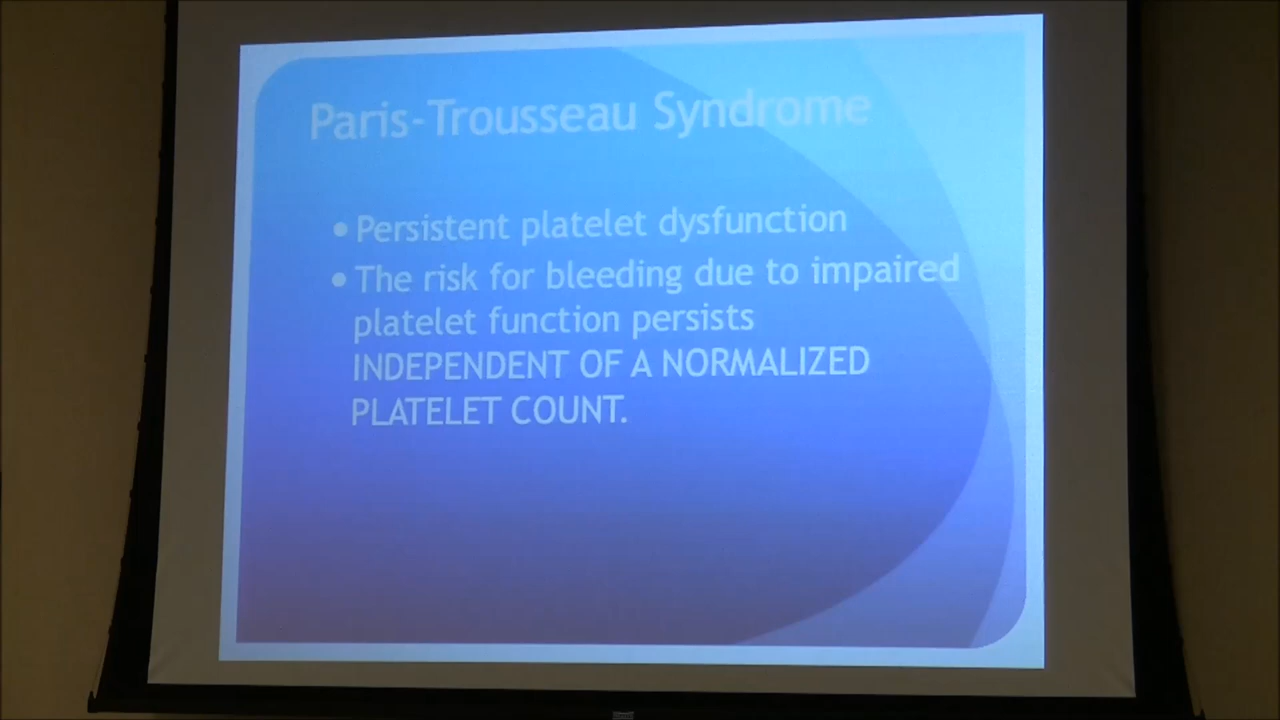 Paris-Trousseau Syndrome
• Persistent platelet dysfunction
• The risk for bleeding due to impaired
platelet function persists
INDEPENDENT OF A NORMALIZED
PLATELET COUNT.